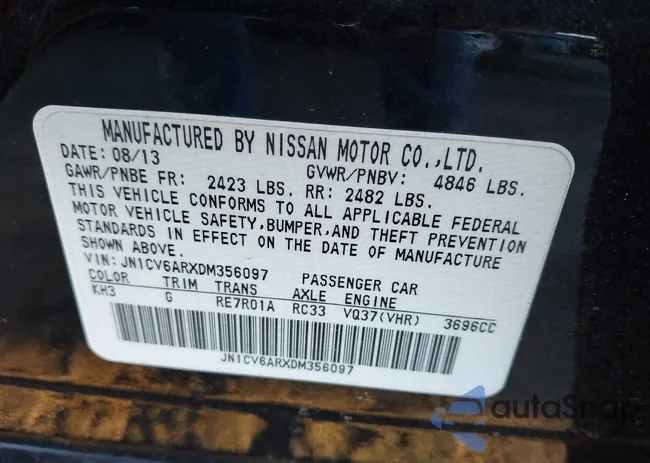 MANUFACTURED BY NISSAN MOTOR CO.,LTD.
DATE: 08/13 GVWR/PNBV: 4846 LBS.
GAWR/PNBE FR: 2423 LBS. RR: 2482 LBS.
THIS VEHICLE CONFORMS TO ALL APPLICABLE FEDERAL
MOTOR VEHICLE SAFETY,BUMPER,AND THEFT PREVENTION
STANDARDS IN EFFECT ON THE DATE OF MANUFACTURE
SHOWN ABOVE.
VIN: JN1CV6ARXDM356097 PASSENGER CAR
COLOR TRIM TRANS AXLE ENGINE
KH3 G RE7R01A RC33 VQ37(VHR) 3696CC
JN1CV6ARXDM356097
autoSnap